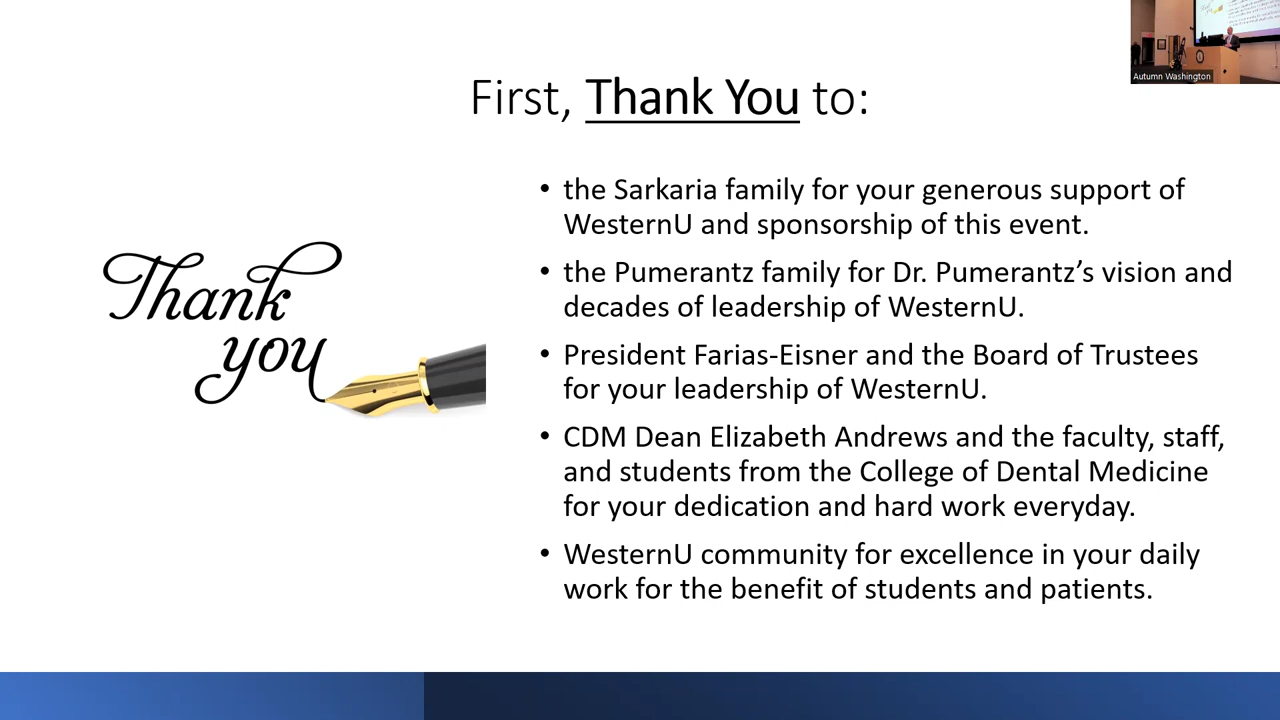 Autumn Washington
First, Thank You to:
Thank
you
• the Sarkaria family for your generous support of
WesternU and sponsorship of this event.
• the Pumerantz family for Dr. Pumerantz’s vision and
decades of leadership of WesternU.
• President Farias-Eisner and the Board of Trustees
for your leadership of WesternU.
• CDM Dean Elizabeth Andrews and the faculty, staff,
and students from the College of Dental Medicine
for your dedication and hard work everyday.
• WesternU community for excellence in your daily
work for the benefit of students and patients.